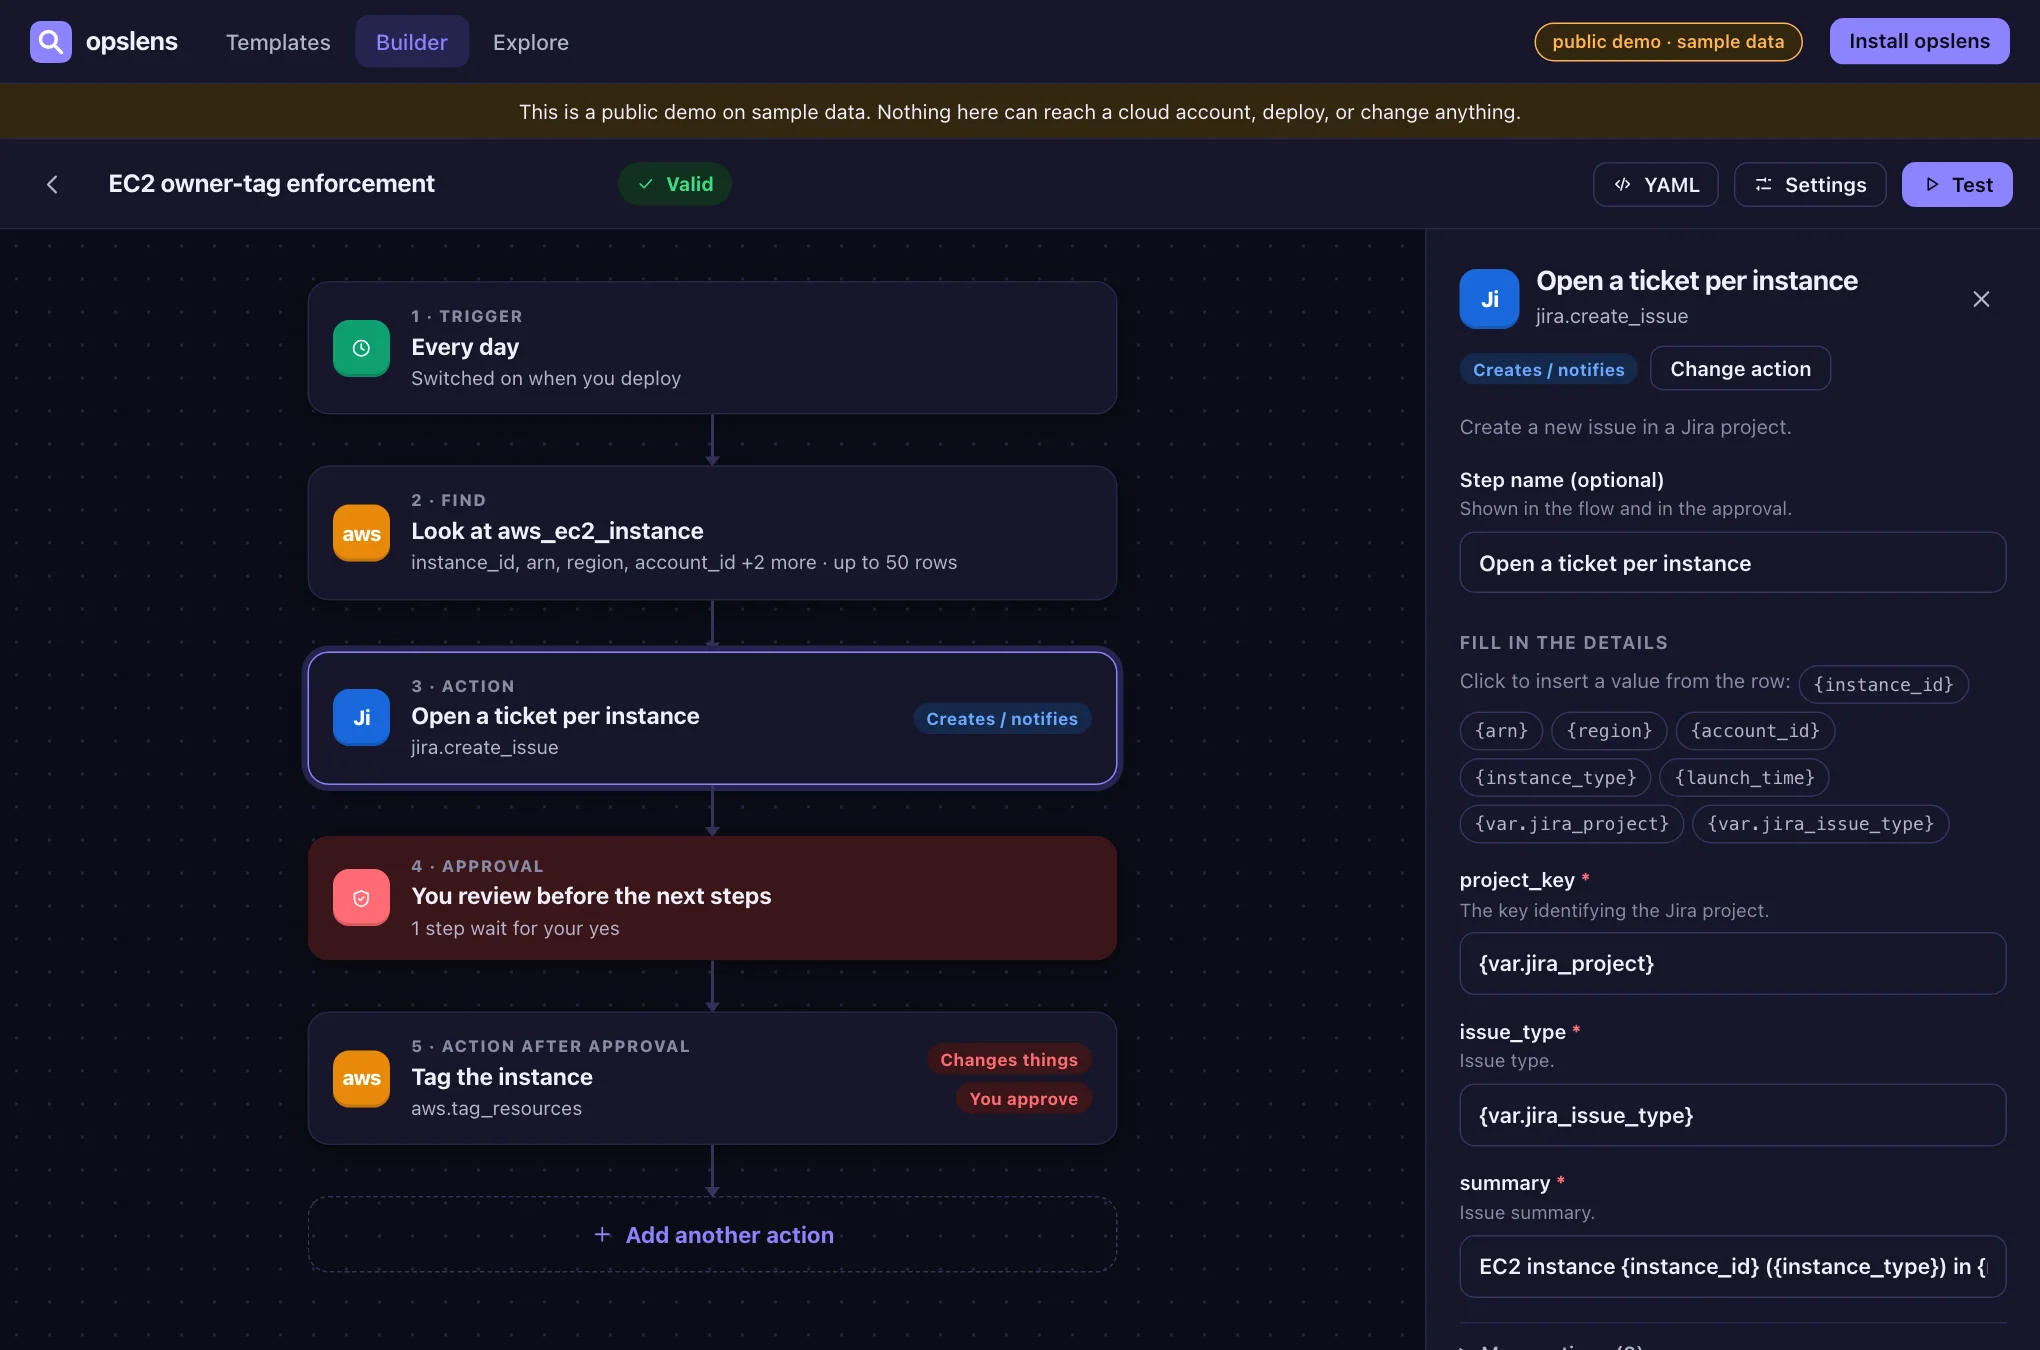 opslens
Templates
Builder
Explore
public demo · sample data
Install opslens
This is a public demo on sample data. Nothing here can reach a cloud account, deploy, or change anything.
EC2 owner-tag enforcement
Valid
YAML
Settings
Test
1 · TRIGGER
Every day
Switched on when you deploy
2 · FIND
aws
Look at aws_ec2_instance
instance_id, arn, region, account_id +2 more · up to 50 rows
3 · ACTION
Ji
Open a ticket per instance
jira.create_issue
Creates / notifies
4 · APPROVAL
You review before the next steps
1 step wait for your yes
5 · ACTION AFTER APPROVAL
aws
Tag the instance
aws.tag_resources
Changes things
You approve
+ Add another action
Ji
Open a ticket per instance
jira.create_issue
Creates / notifies
Change action
Create a new issue in a Jira project.
Step name (optional)
Shown in the flow and in the approval.
Open a ticket per instance
FILL IN THE DETAILS
Click to insert a value from the row: {instance_id}
{arn} {region} {account_id}
{instance_type} {launch_time}
{var.jira_project} {var.jira_issue_type}
project_key *
The key identifying the Jira project.
{var.jira_project}
issue_type *
Issue type.
{var.jira_issue_type}
summary *
Issue summary.
EC2 instance {instance_id} ({instance_type}) in {